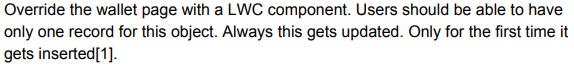 Override the wallet page with a LWC component. Users should be able to have
only one record for this object. Always this gets updated. Only for the first time it
gets inserted[1].